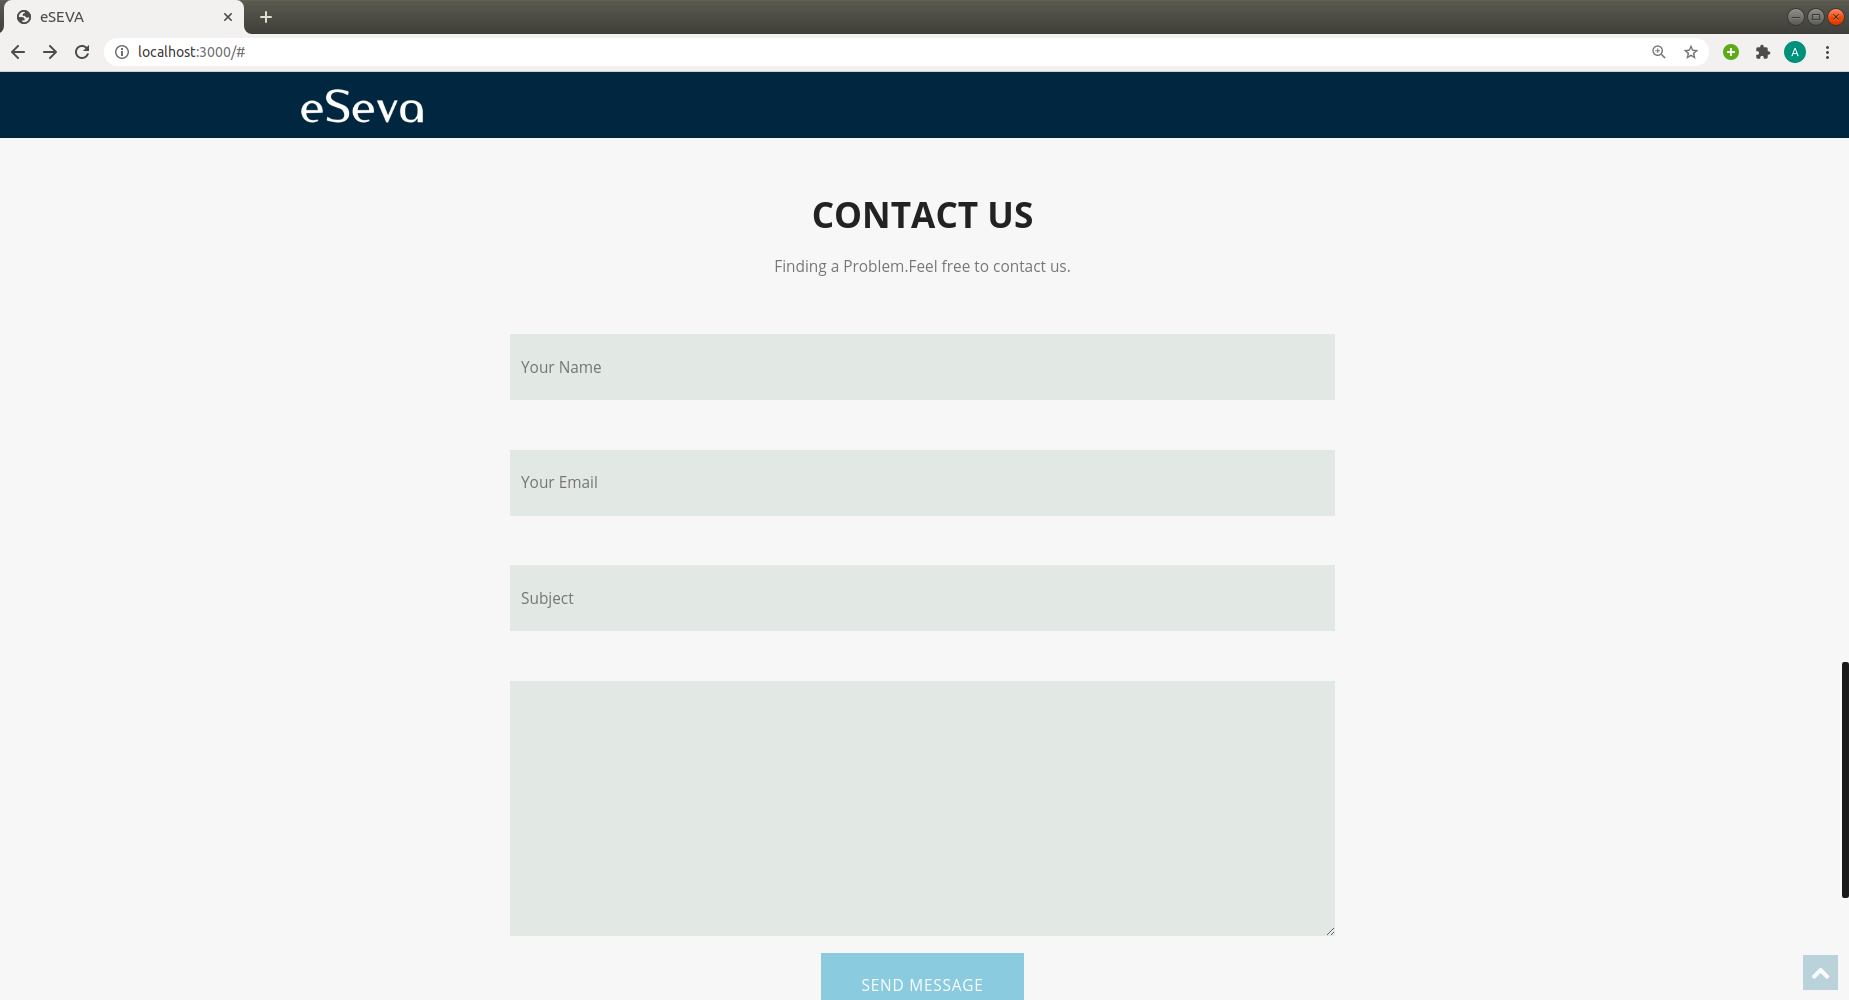 eSEVA
localhost:3000/#
A
eSeva
CONTACT US
Finding a Problem.Feel free to contact us.
Your Name
Your Email
Subject
SEND MESSAGE